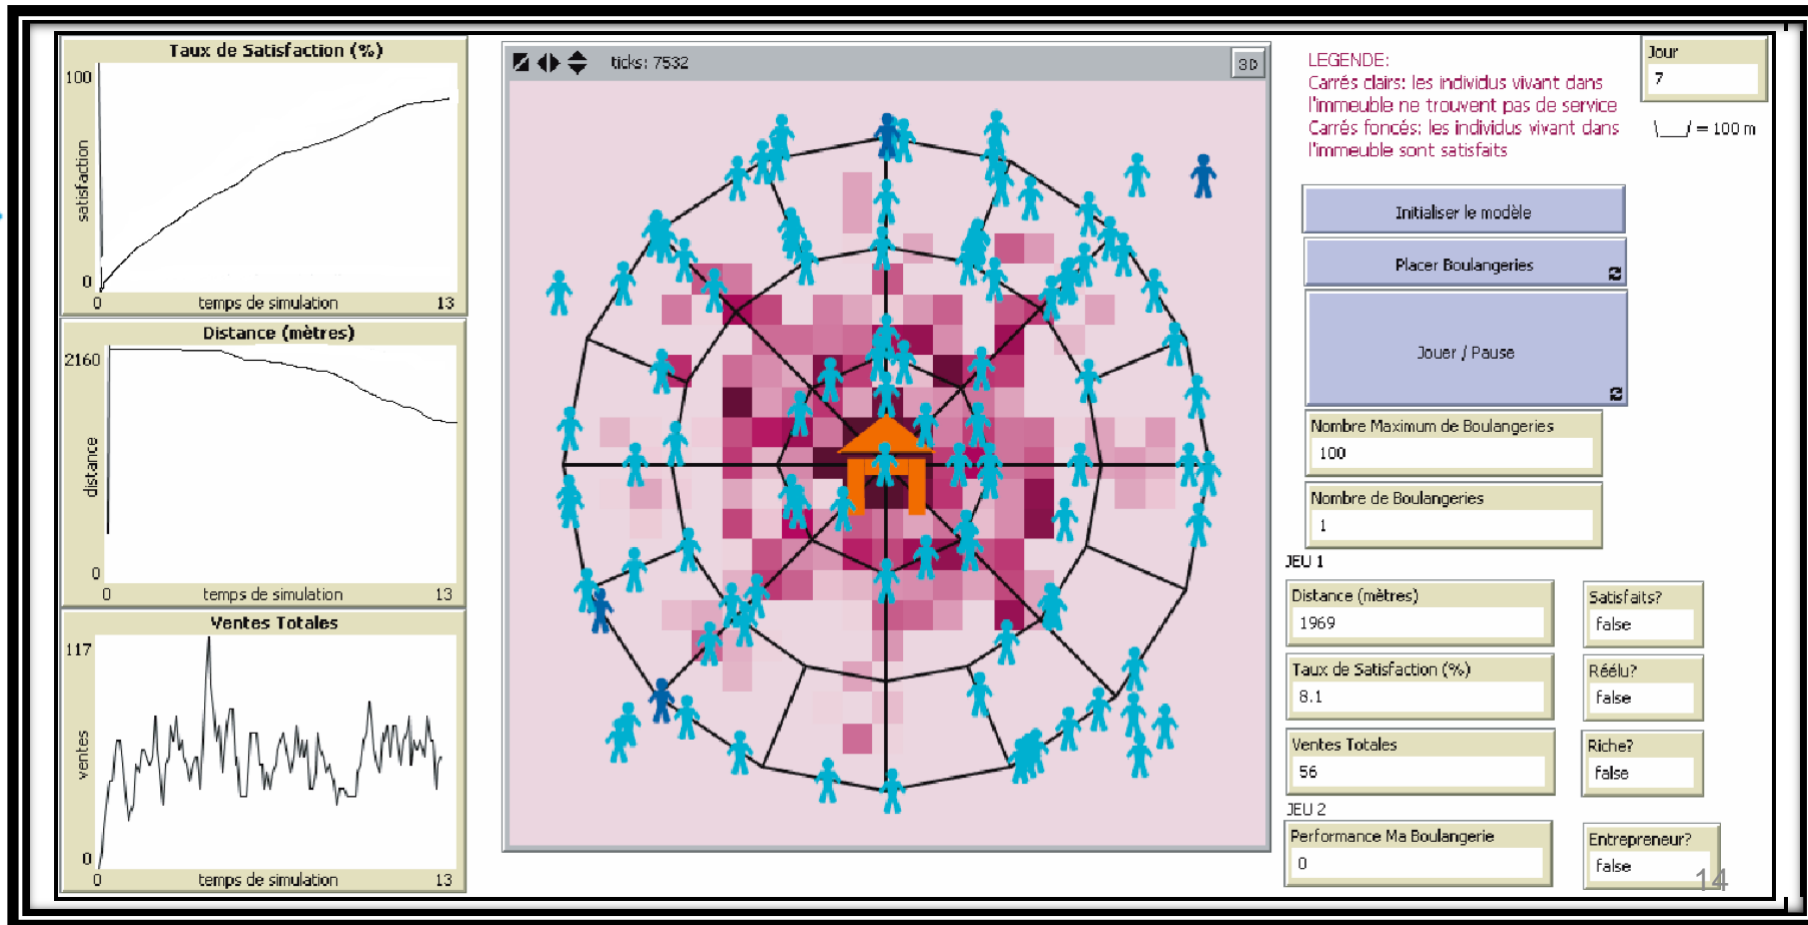 Taux de Satisfaction (%)
100
satisfaction
0
0
temps de simulation
13
Distance (mètres)
2160
distance
0
0
temps de simulation
13
Ventes Totales
117
ventes
0
0
temps de simulation
13
ticks: 7532
3D
LEGENDE:
Carrés clairs: les individus vivant dans
l'immeuble ne trouvent pas de service
Carrés foncés: les individus vivant dans
l'immeuble sont satisfaits
Jour
7
\__/ = 100 m
Initialiser le modèle
Placer Boulangeries
Jouer / Pause
Nombre Maximum de Boulangeries
100
Nombre de Boulangeries
1
JEU 1
Distance (mètres)
1969
Satisfaits?
false
Taux de Satisfaction (%)
8.1
Réélu?
false
Ventes Totales
56
Riche?
false
JEU 2
Performance Ma Boulangerie
0
Entrepreneur?
false
14